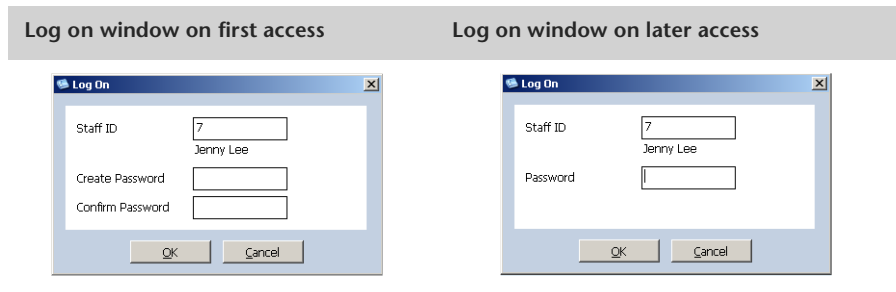 Log on window on first access
Log on window on later access
Log On
Staff ID
7
Jenny Lee
Create Password
Confirm Password
OK
Cancel
Log On
Staff ID
7
Jenny Lee
Password
OK
Cancel